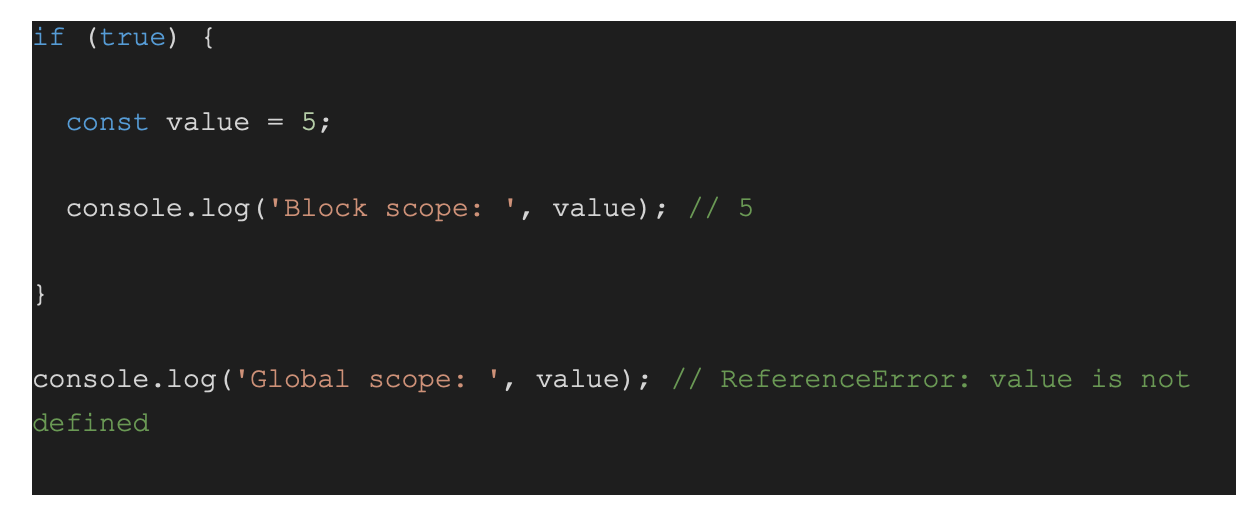 if (true) {
  const value = 5;
  console.log('Block scope: ', value); // 5
}
console.log('Global scope: ', value); // ReferenceError: value is not
defined